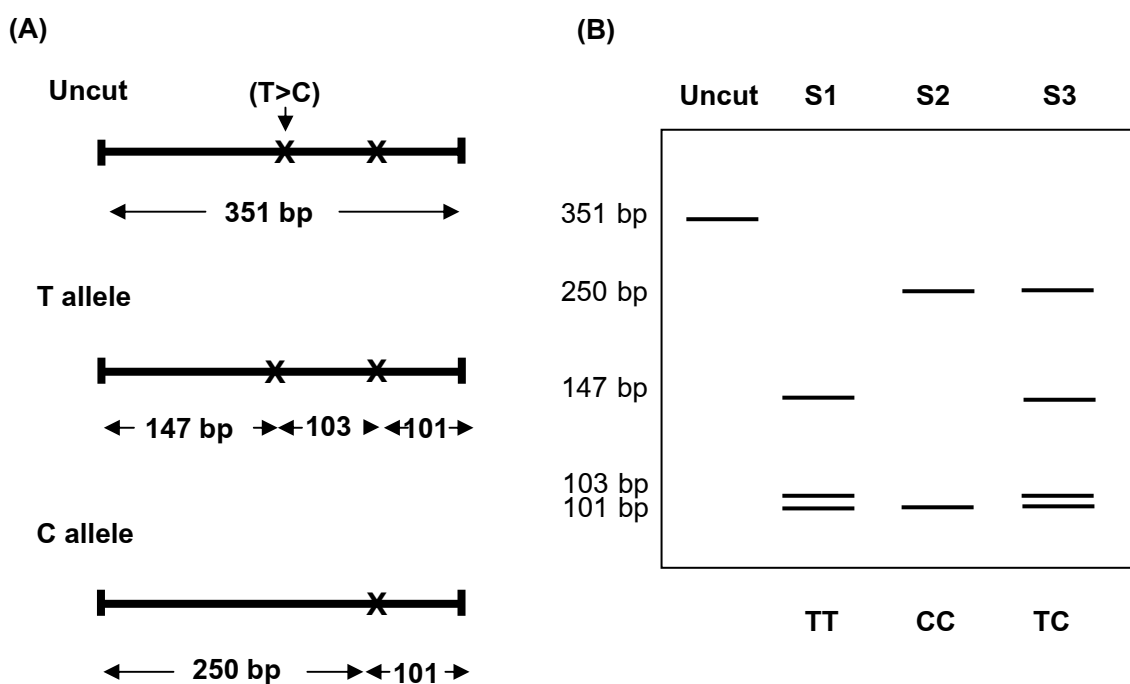 (A)
Uncut (T>C)
X X
351 bp
T allele
X X
147 bp 103 101
C allele
X
250 bp 101
(B)
Uncut S1 S2 S3
351 bp
250 bp
147 bp
103 bp
101 bp
TT CC TC